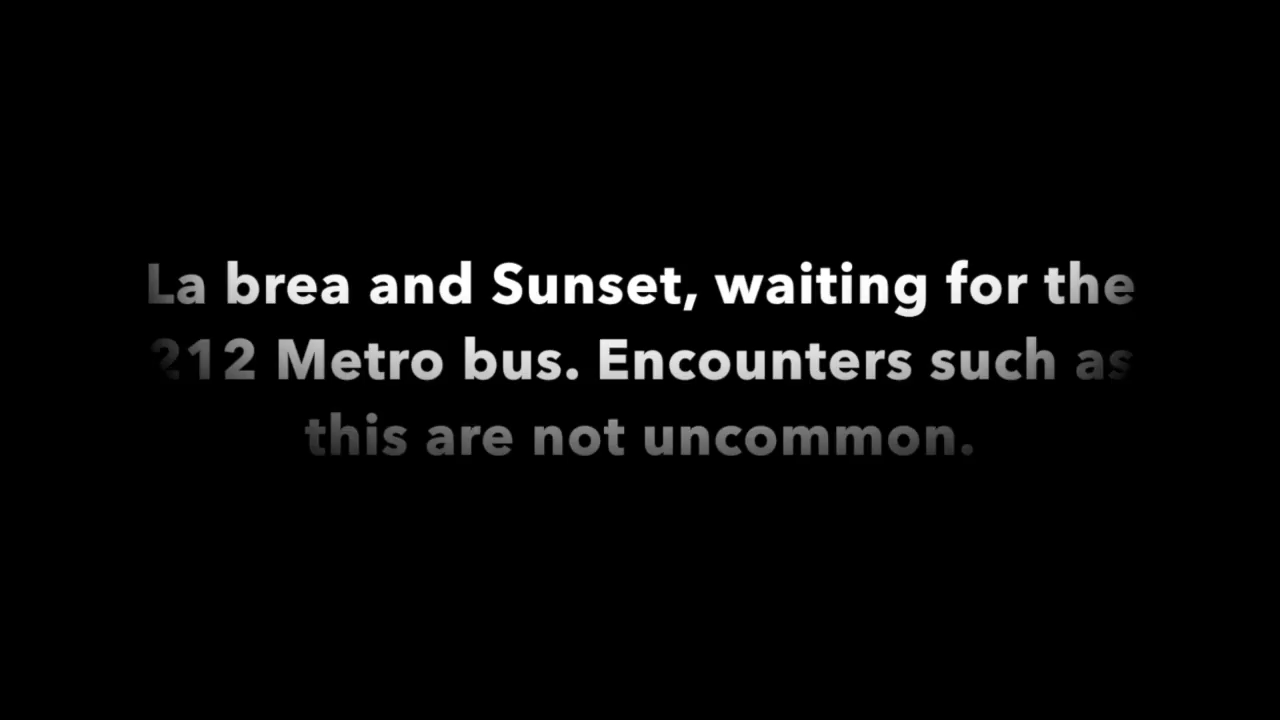 La brea and Sunset, waiting for the
212 Metro bus. Encounters such as
this are not uncommon.